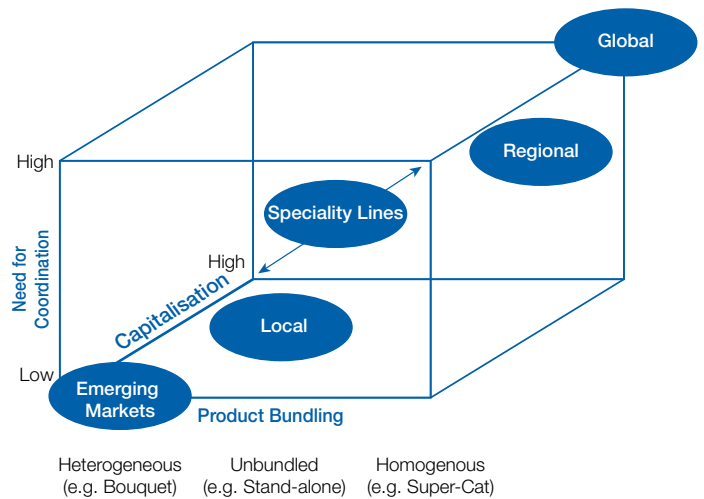 Global
Regional
High
Speciality Lines
Need for
Coordination
High
Capitalisation
Local
Low
Emerging
Markets
Product Bundling
Heterogeneous
(e.g. Bouquet)
Unbundled
(e.g. Stand-alone)
Homogenous
(e.g. Super-Cat)